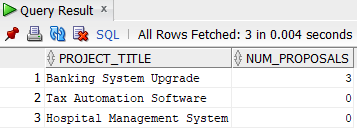 Query Result
SQL | All Rows Fetched: 3 in 0.004 seconds
PROJECT_TITLE NUM_PROPOSALS
1 Banking System Upgrade 3
2 Tax Automation Software 0
3 Hospital Management System 0